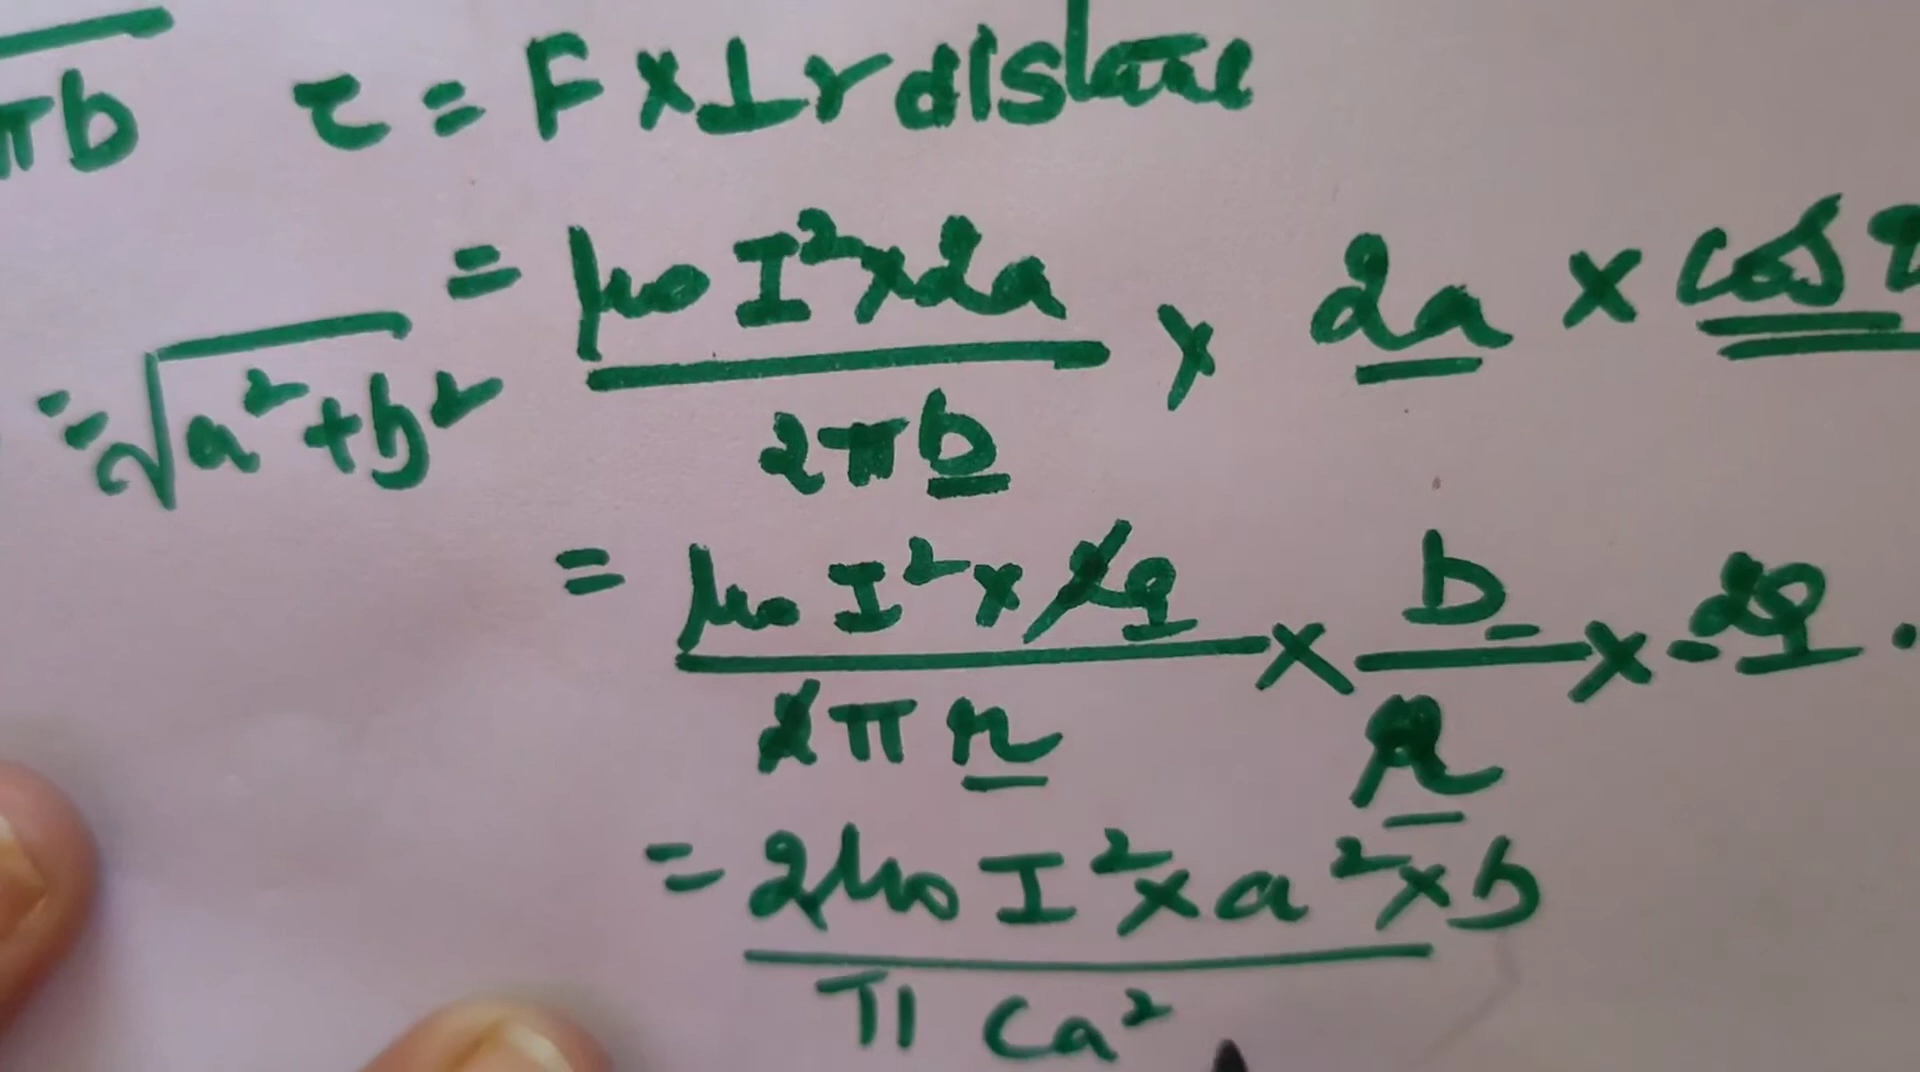 πb τ = F × ⊥r distance
= μ₀ I² × 2a / 2πb × 2a × cos
= √a² + b²
= μ₀ I² × 2a / 2π r × b / r × 2a .
= 2μ₀ I² × a² × b / π (a²